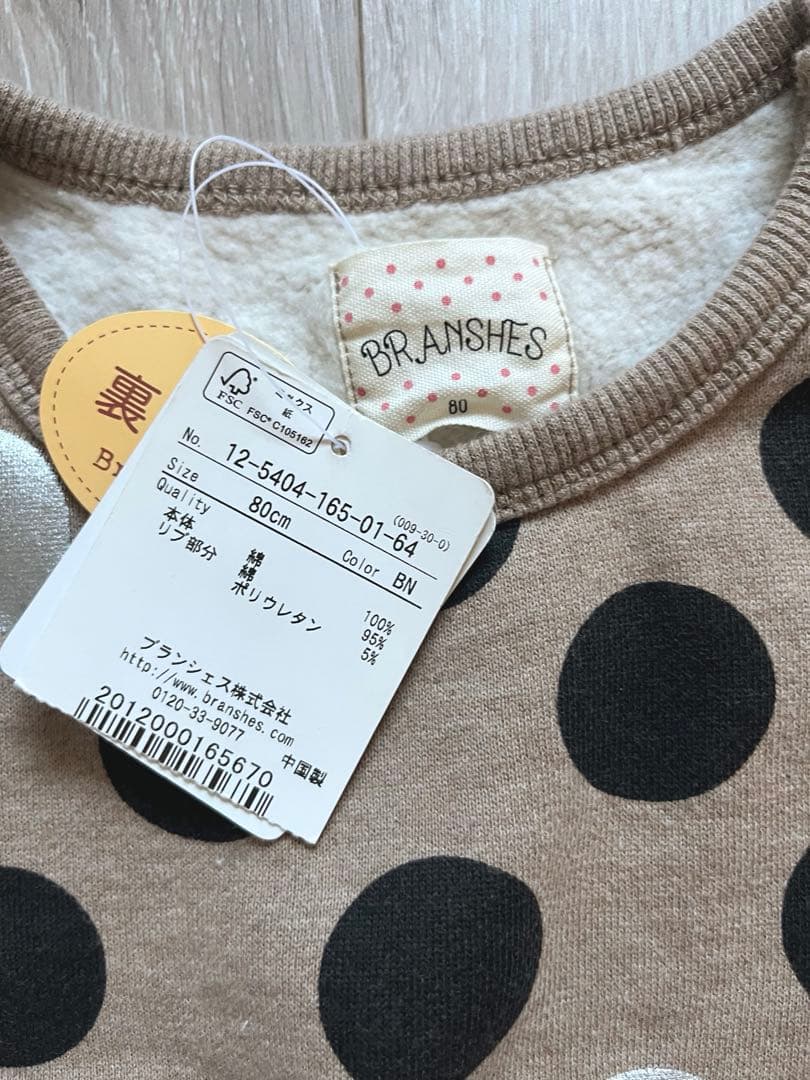 BRANSHES
80
裏
Br
ミックス
紙
FSC FSC® C105162
No. 12-5404-165-01-64
(009-30-0)
Size 80cm Color BN
Quality
本体 綿 100%
リブ部分 綿 95%
ポリウレタン 5%
ブランシェス株式会社
http://www.branshes.com
0120-33-9077
中国製
2012000165670